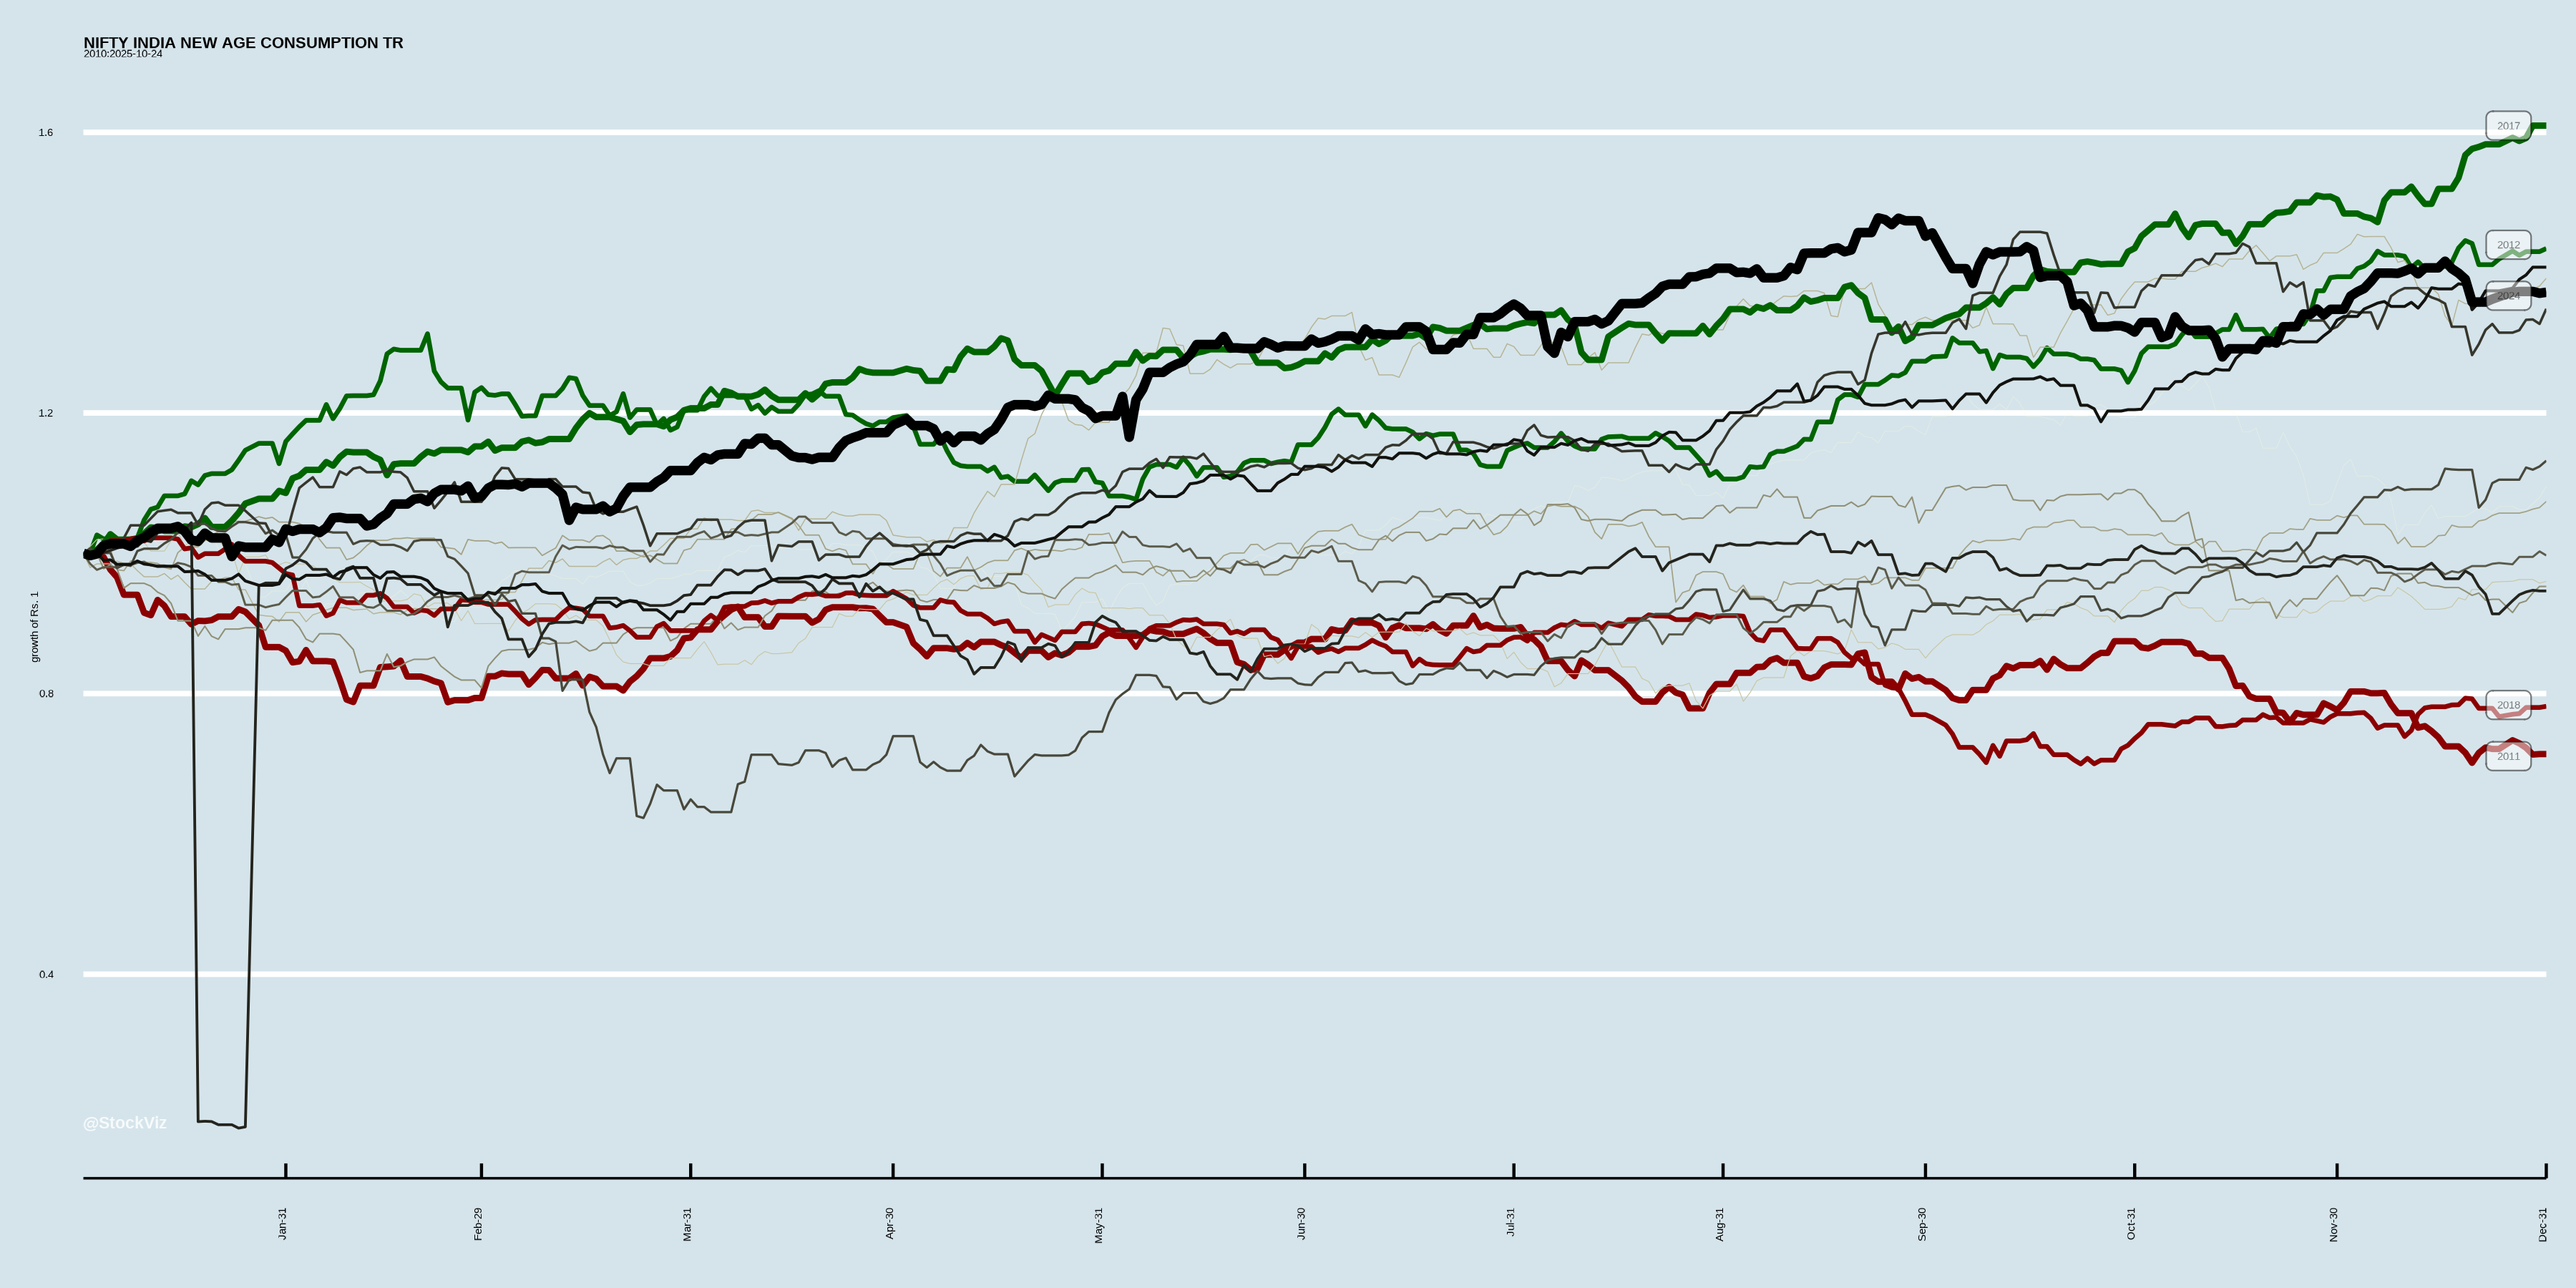 NIFTY INDIA NEW AGE CONSUMPTION TR
2010:2025-10-24
1.6
1.2
0.8
0.4
growth of Rs. 1
2017
2012
2024
2018
2011
@StockViz
Jan-31
Feb-29
Mar-31
Apr-30
May-31
Jun-30
Jul-31
Aug-31
Sep-30
Oct-31
Nov-30
Dec-31